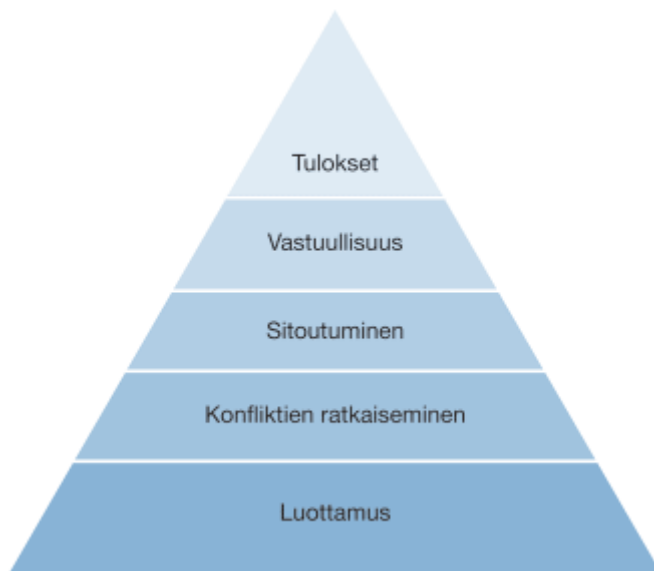 Tulokset
Vastuullisuus
Sitoutuminen
Konfliktien ratkaiseminen
Luottamus